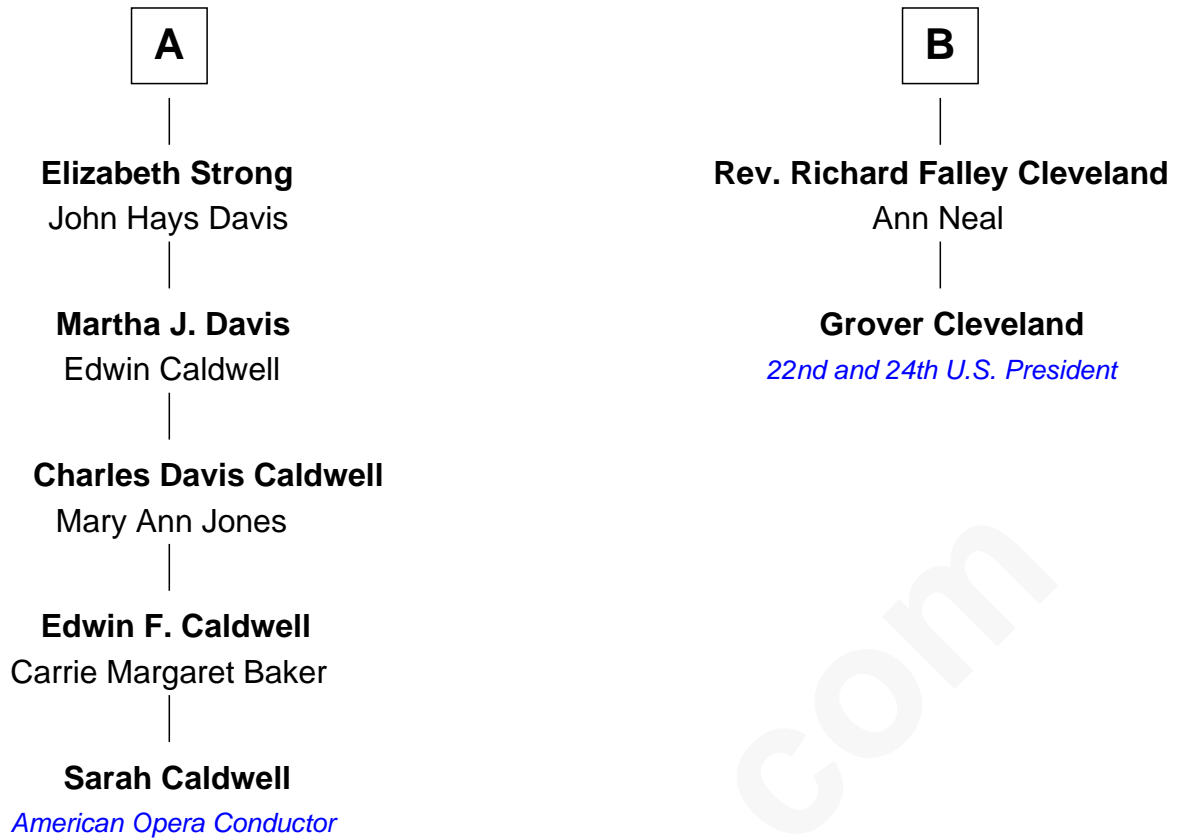 A
Elizabeth Strong
John Hays Davis
Martha J. Davis
Edwin Caldwell
Charles Davis Caldwell
Mary Ann Jones
Edwin F. Caldwell
Carrie Margaret Baker
Sarah Caldwell
American Opera Conductor
B
Rev. Richard Falley Cleveland
Ann Neal
Grover Cleveland
22nd and 24th U.S. President
com